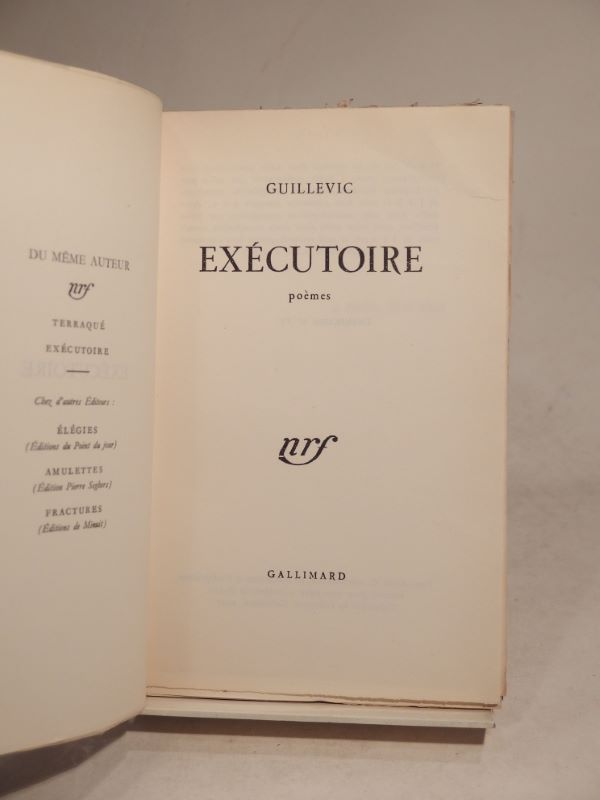 DU MÊME AUTEUR
nrf
TERRAQUÉ
EXÉCUTOIRE
Chez d'autres Éditeurs :
ÉLÉGIES
(Éditions du Point du jour)
AMULETTES
(Édition Pierre Seghers)
FRACTURES
(Éditions de Minuit)
GUILLEVIC
EXÉCUTOIRE
poèmes
nrf
GALLIMARD